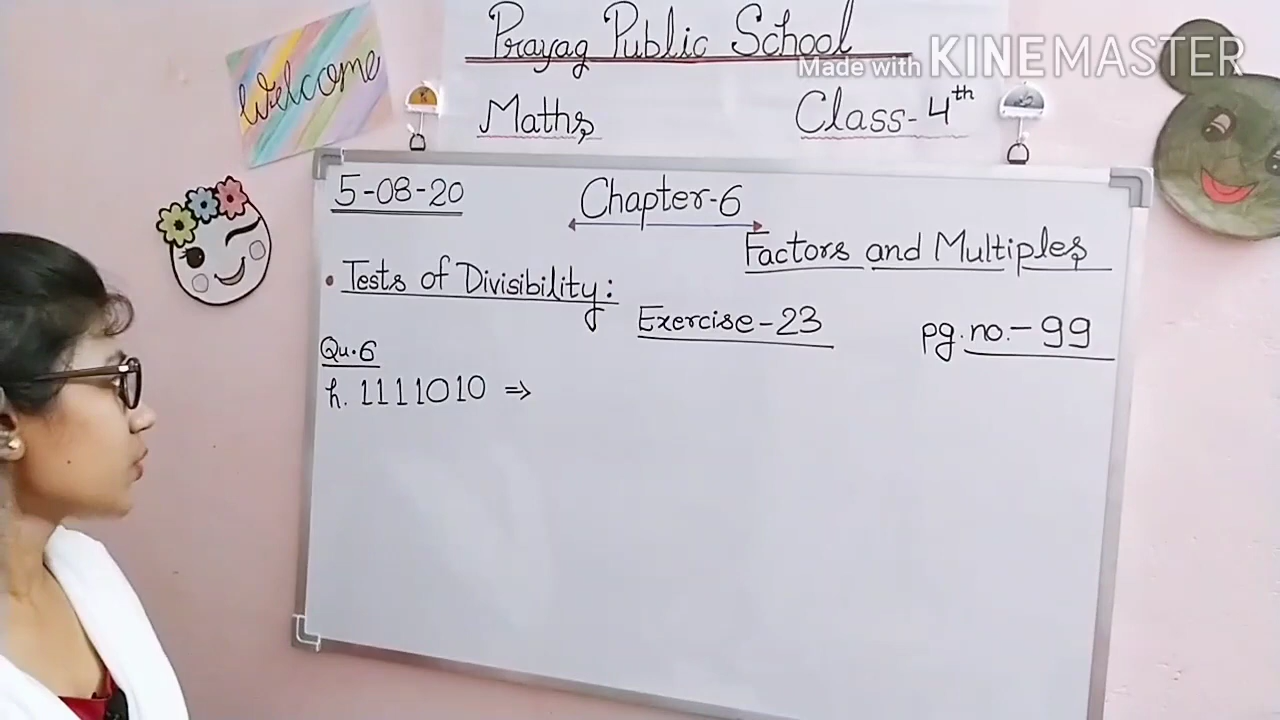 Prayag Public School
Made with KINEMASTER
Welcome
Maths
Class-4th
5-08-20
Chapter-6
Factors and Multiples
• Tests of Divisibility:
Exercise-23
pg.no.-99
Qu.6
h. 1111010 ⇒